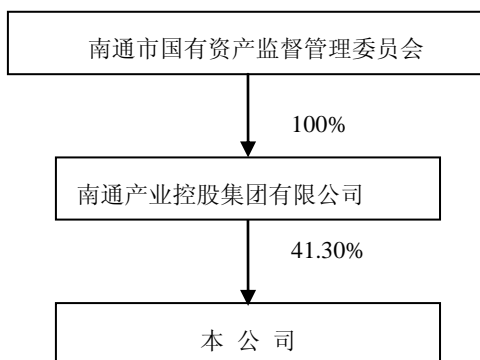 南通市国有资产监督管理委员会
100%
南通产业控股集团有限公司
41.30%
本 公 司